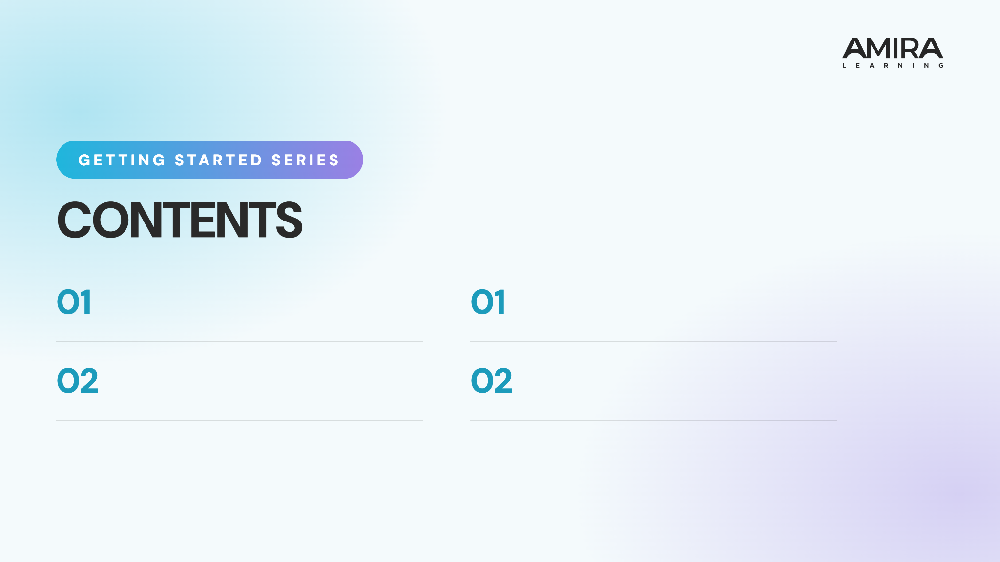 AMIRA
LEARNING
GETTING STARTED SERIES
CONTENTS
01
01
02
02